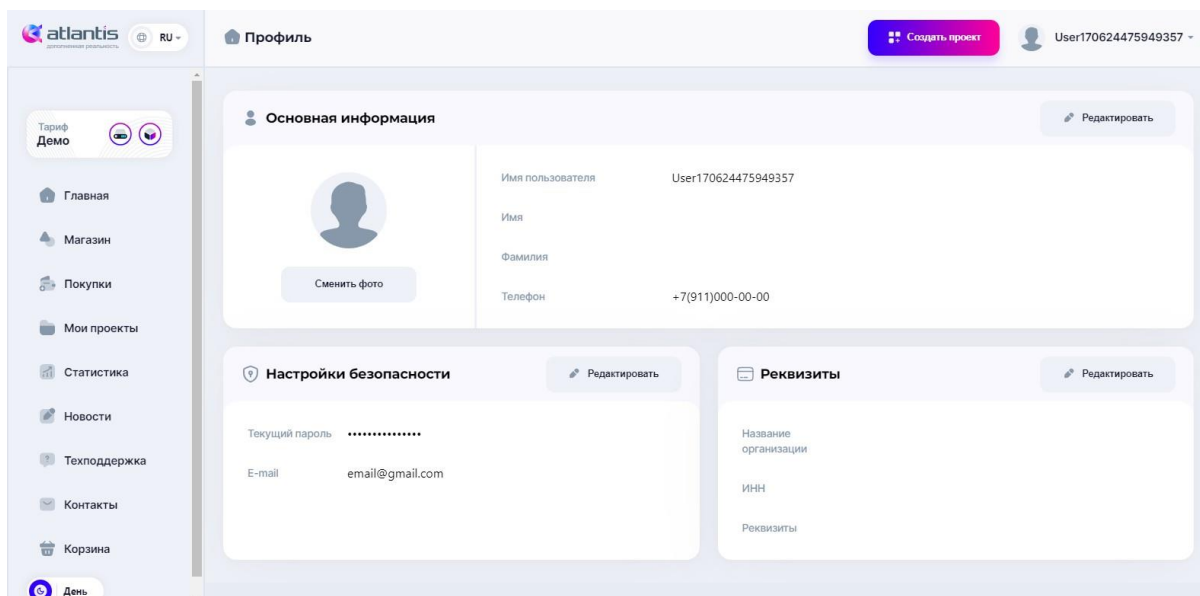 atlantis
дополненная реальность
RU
Профиль
Создать проект
User170624475949357
Тариф
Демо
Главная
Магазин
Покупки
Мои проекты
Статистика
Новости
Техподдержка
Контакты
Корзина
День
Основная информация
Редактировать
Сменить фото
Имя пользователя User170624475949357
Имя
Фамилия
Телефон +7(911)000-00-00
Настройки безопасности
Редактировать
Текущий пароль •••••••••••••••
E-mail email@gmail.com
Реквизиты
Редактировать
Название
организации
ИНН
Реквизиты